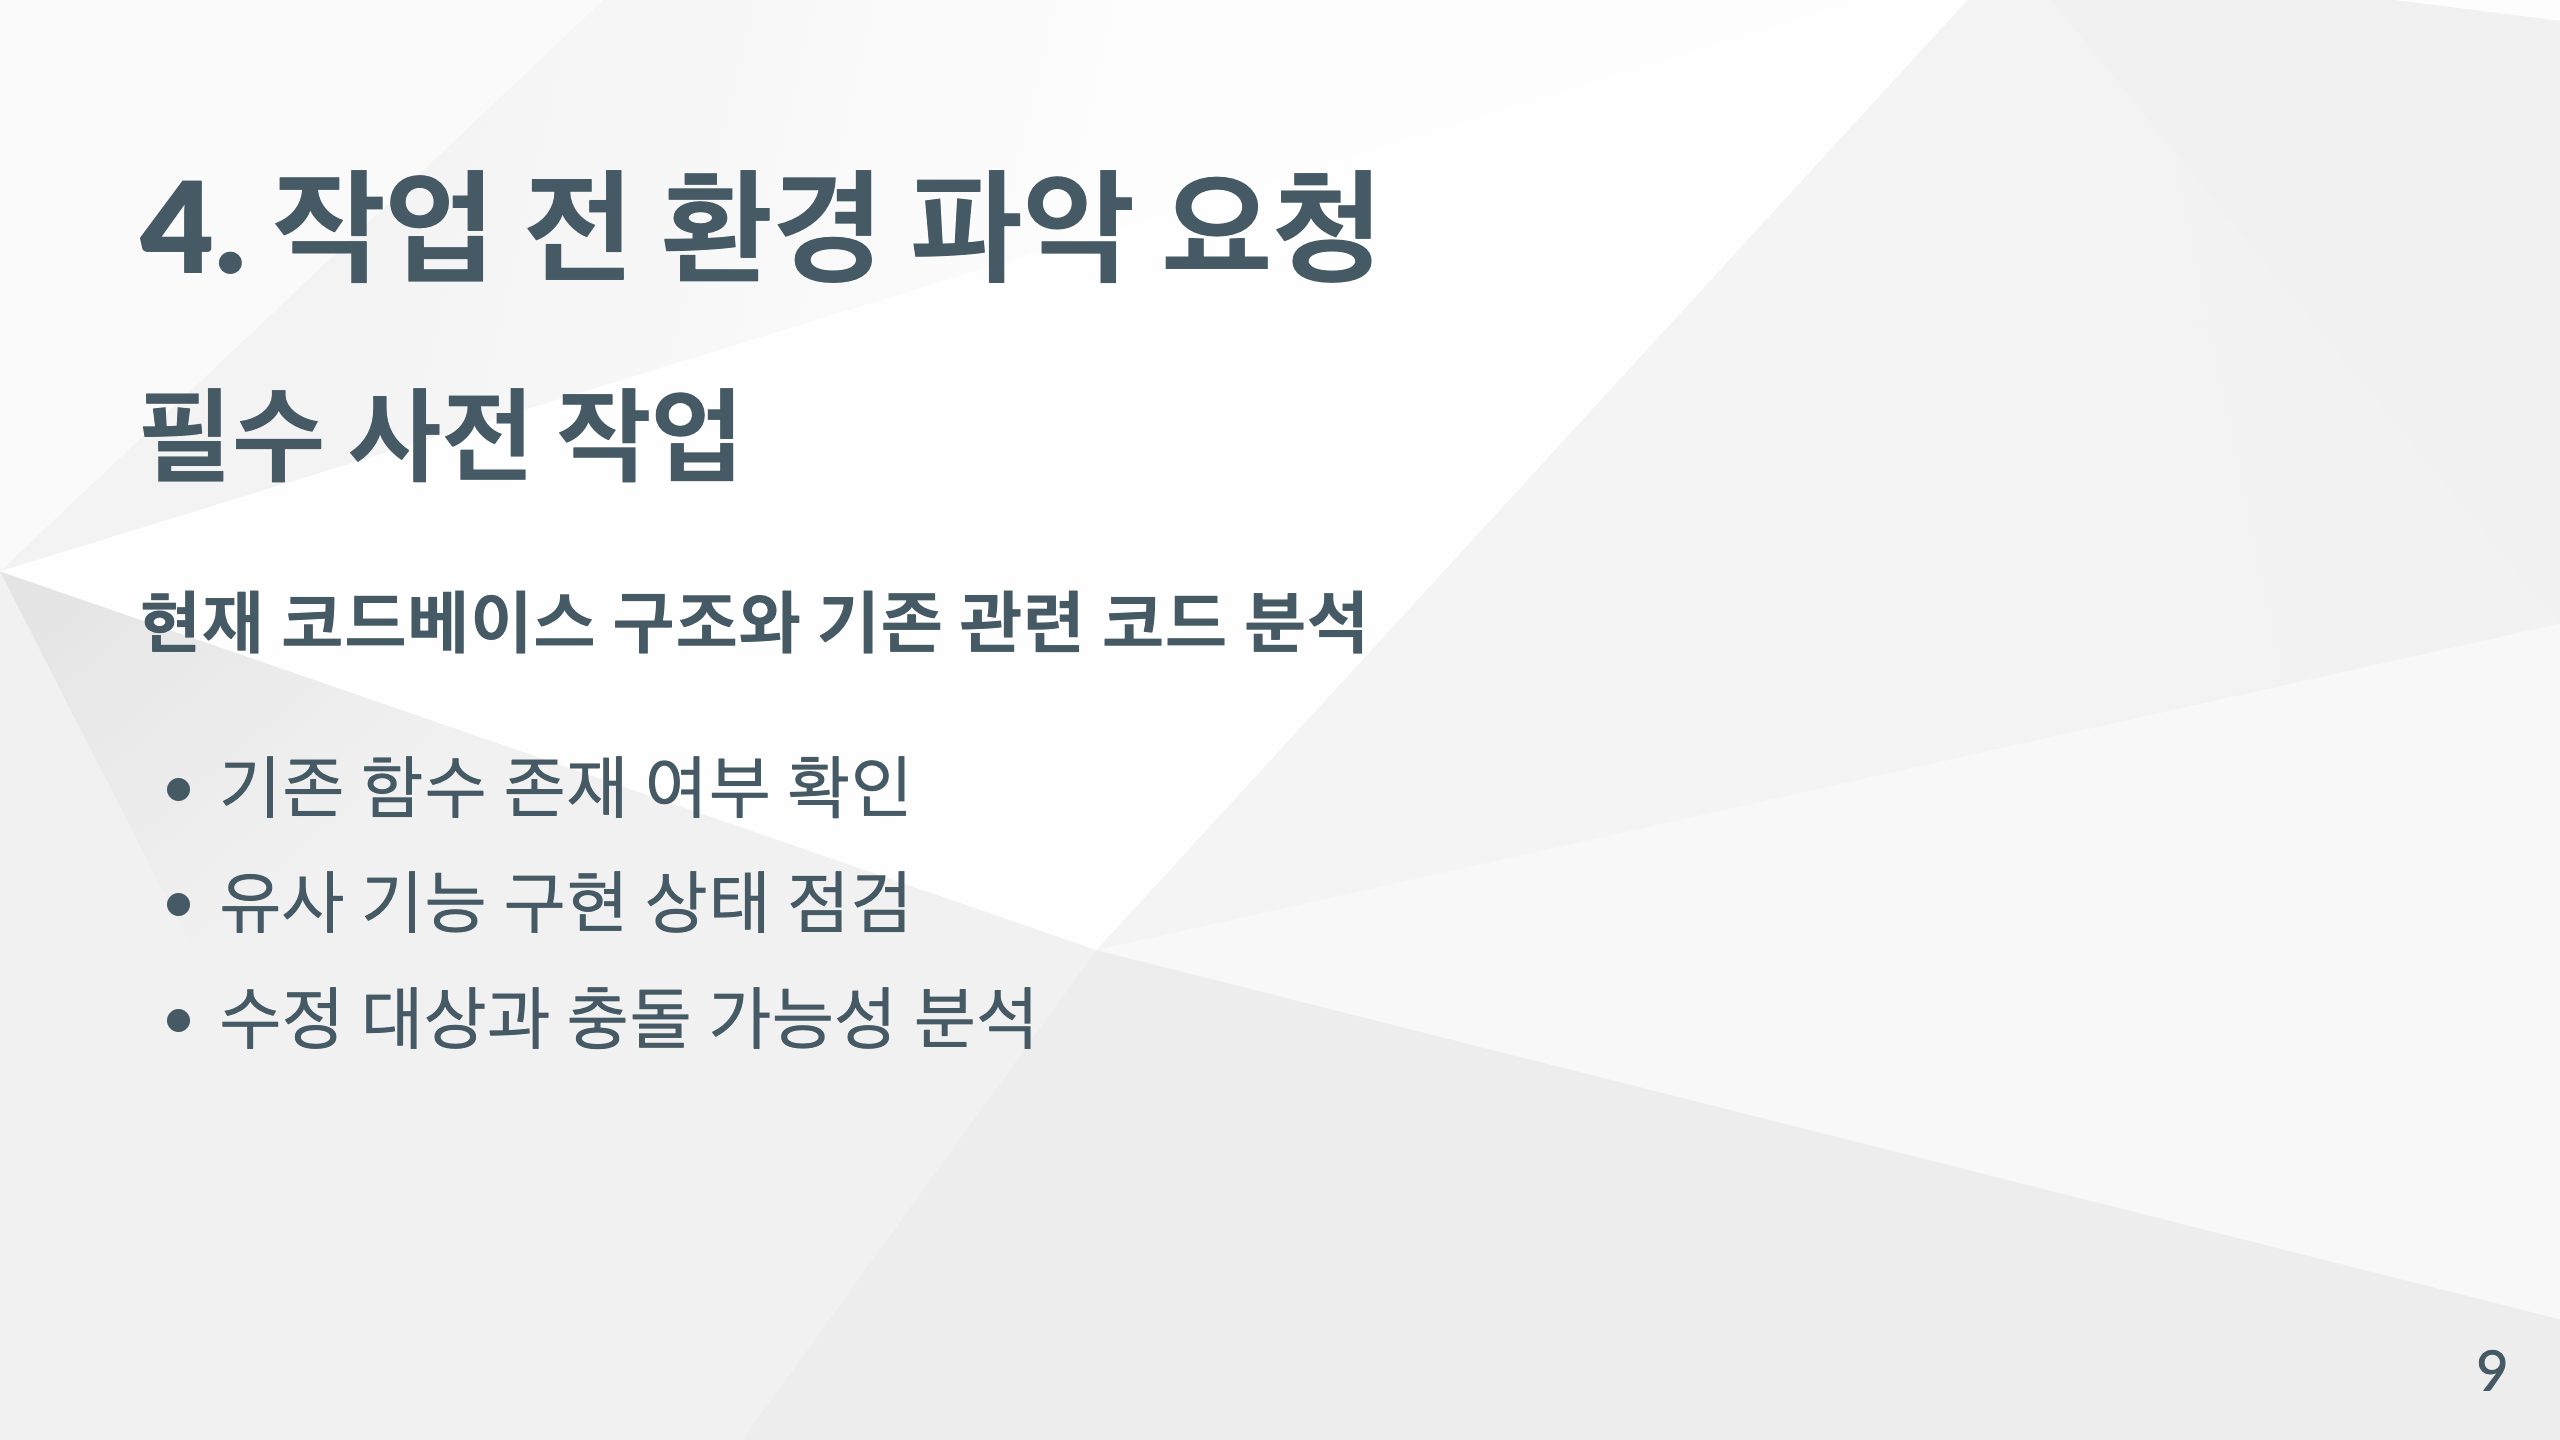 4. 작업 전 환경 파악 요청
필수 사전 작업
현재 코드베이스 구조와 기존 관련 코드 분석
• 기존 함수 존재 여부 확인
• 유사 기능 구현 상태 점검
• 수정 대상과 충돌 가능성 분석
9